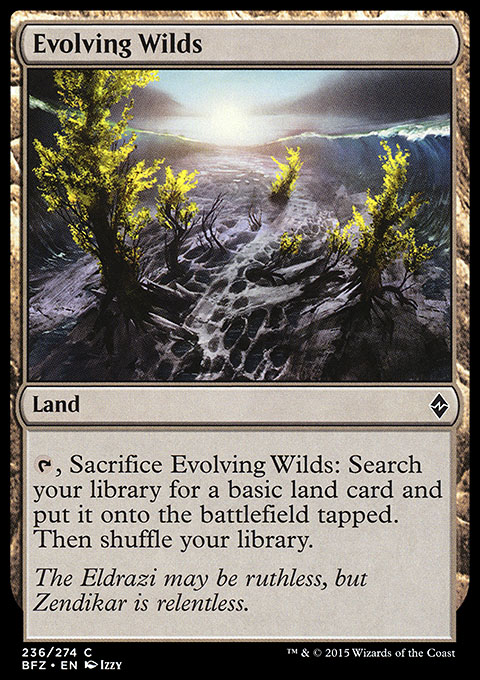 Evolving Wilds
Land
, Sacrifice Evolving Wilds: Search
your library for a basic land card and
put it onto the battlefield tapped.
Then shuffle your library.
The Eldrazi may be ruthless, but
Zendikar is relentless.
236/274 C
BFZ • EN Izzy
™ & © 2015 Wizards of the Coast